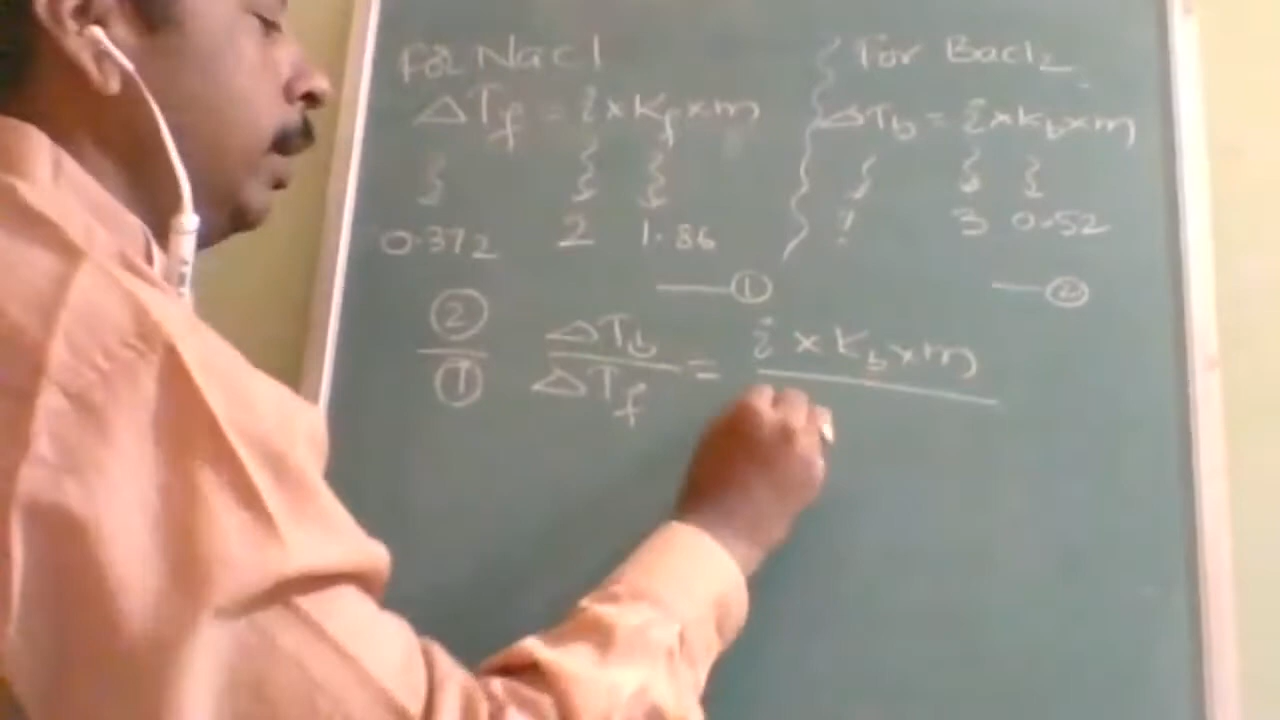 For NaCl
ΔTf = i×Kf×m
0.372 2 1.86
—①
For BaCl2
ΔTb = i×Kb×m
? 3 0.52
—②
②/① ΔTb/ΔTf = i×Kb×m